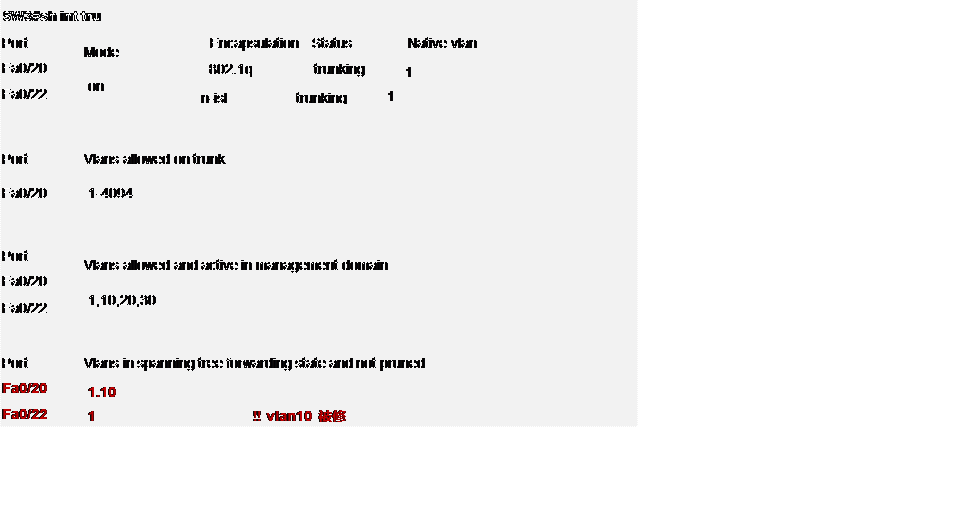 SW3#sh int tru
Port Mode Encapsulation Status Native vlan
Fa0/20 802.1q trunking 1
on
Fa0/22 n-isl trunking 1
Port Vlans allowed on trunk
Fa0/20 1-4094
Port Vlans allowed and active in management domain
Fa0/20
1,10,20,30
Fa0/22
Port Vlans in spanning tree forwarding state and not pruned
Fa0/20 1.10
Fa0/22 1 !! vlan10 被修